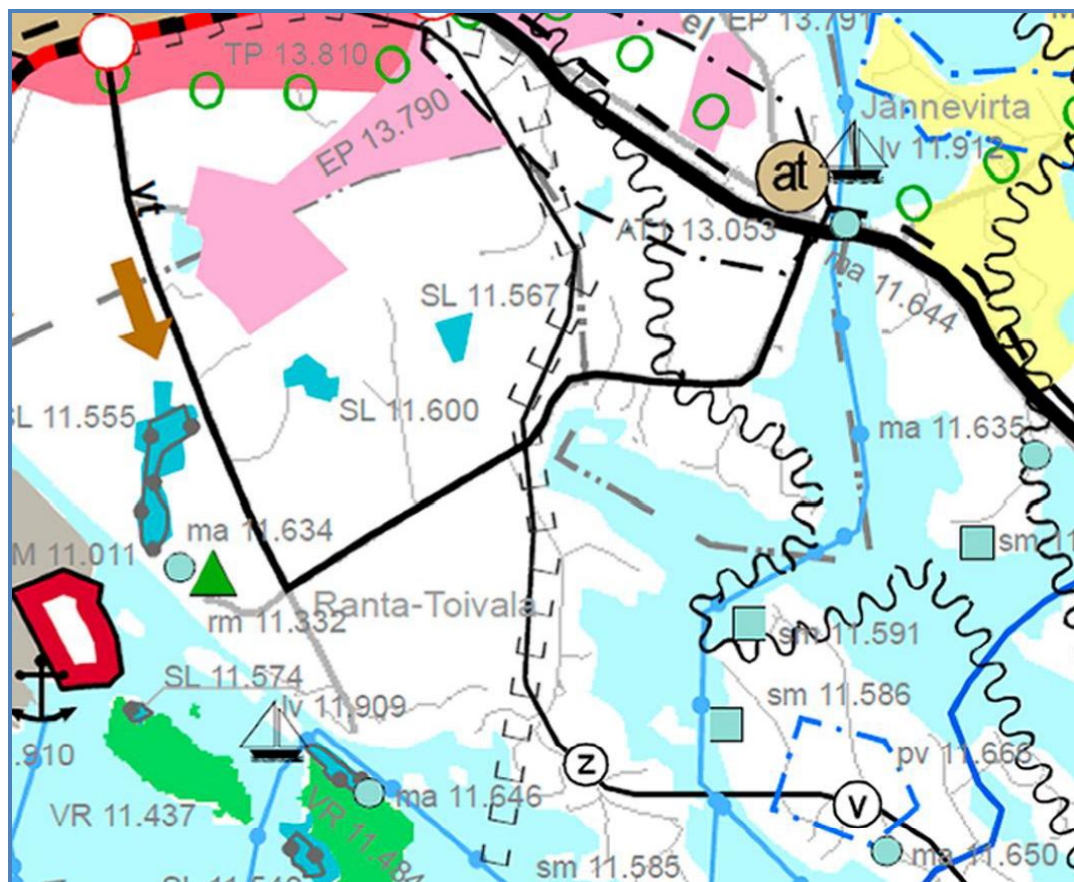 EP 13.791
TP 13.810
Jännevirta
EP 13.790
lv 11.912
at
Yt
AT1 13.053
ma 11.644
SL 11.567
SL 11.600
SL 11.555
ma 11.635
ma 11.634
M 11.011
Ranta-Toivala
rm 11.332
sm 11.591
SL 11.574
lv 11.909
sm 11.586
.910
pv 11.666
z
v
VR 11.437
ma 11.646
VR 11.484
ma 11.650
sm 11.585